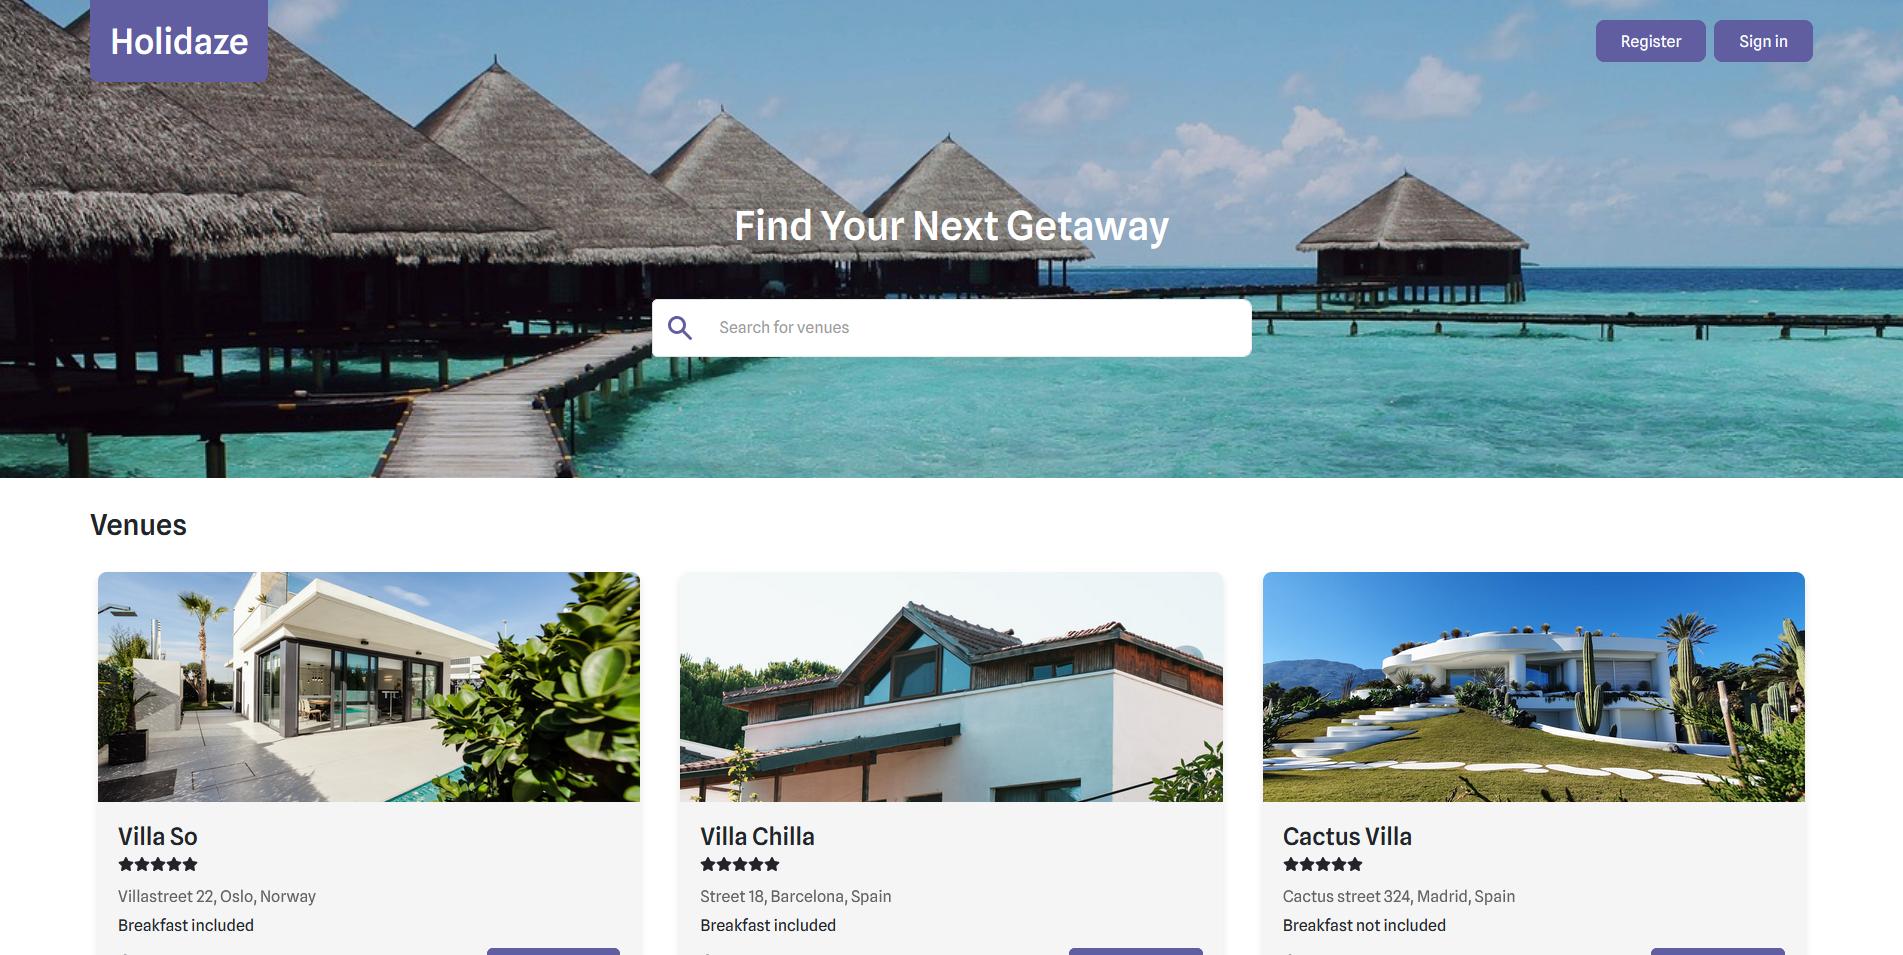 Holidaze
Register
Sign in
Find Your Next Getaway
Search for venues
Venues
Villa So
Villastreet 22, Oslo, Norway
Breakfast included
Villa Chilla
Street 18, Barcelona, Spain
Breakfast included
Cactus Villa
Cactus street 324, Madrid, Spain
Breakfast not included